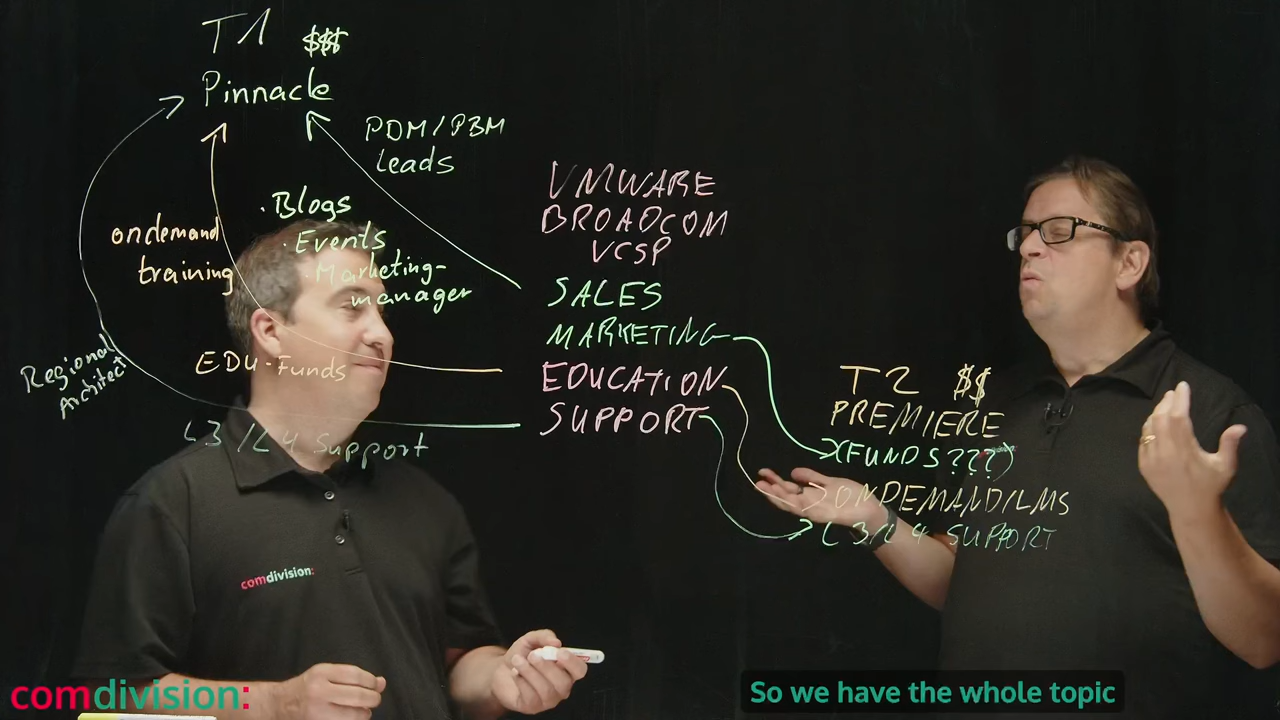 T1 $$$
Pinnacle
PDM/PBM
Leads
• Blogs
• Events
• Marketing-
manager
ondemand
training
EDU-Funds
Regional
Architect
L3/L4 Support
VMWARE
BROADCOM
VCSP
SALES
MARKETING
EDUCATION
SUPPORT
T2 $$
PREMIERE
(FUNDS???)
ONDEMAND/LMS
L3/L4 SUPPORT
comdivision:
comdivision:
So we have the whole topic